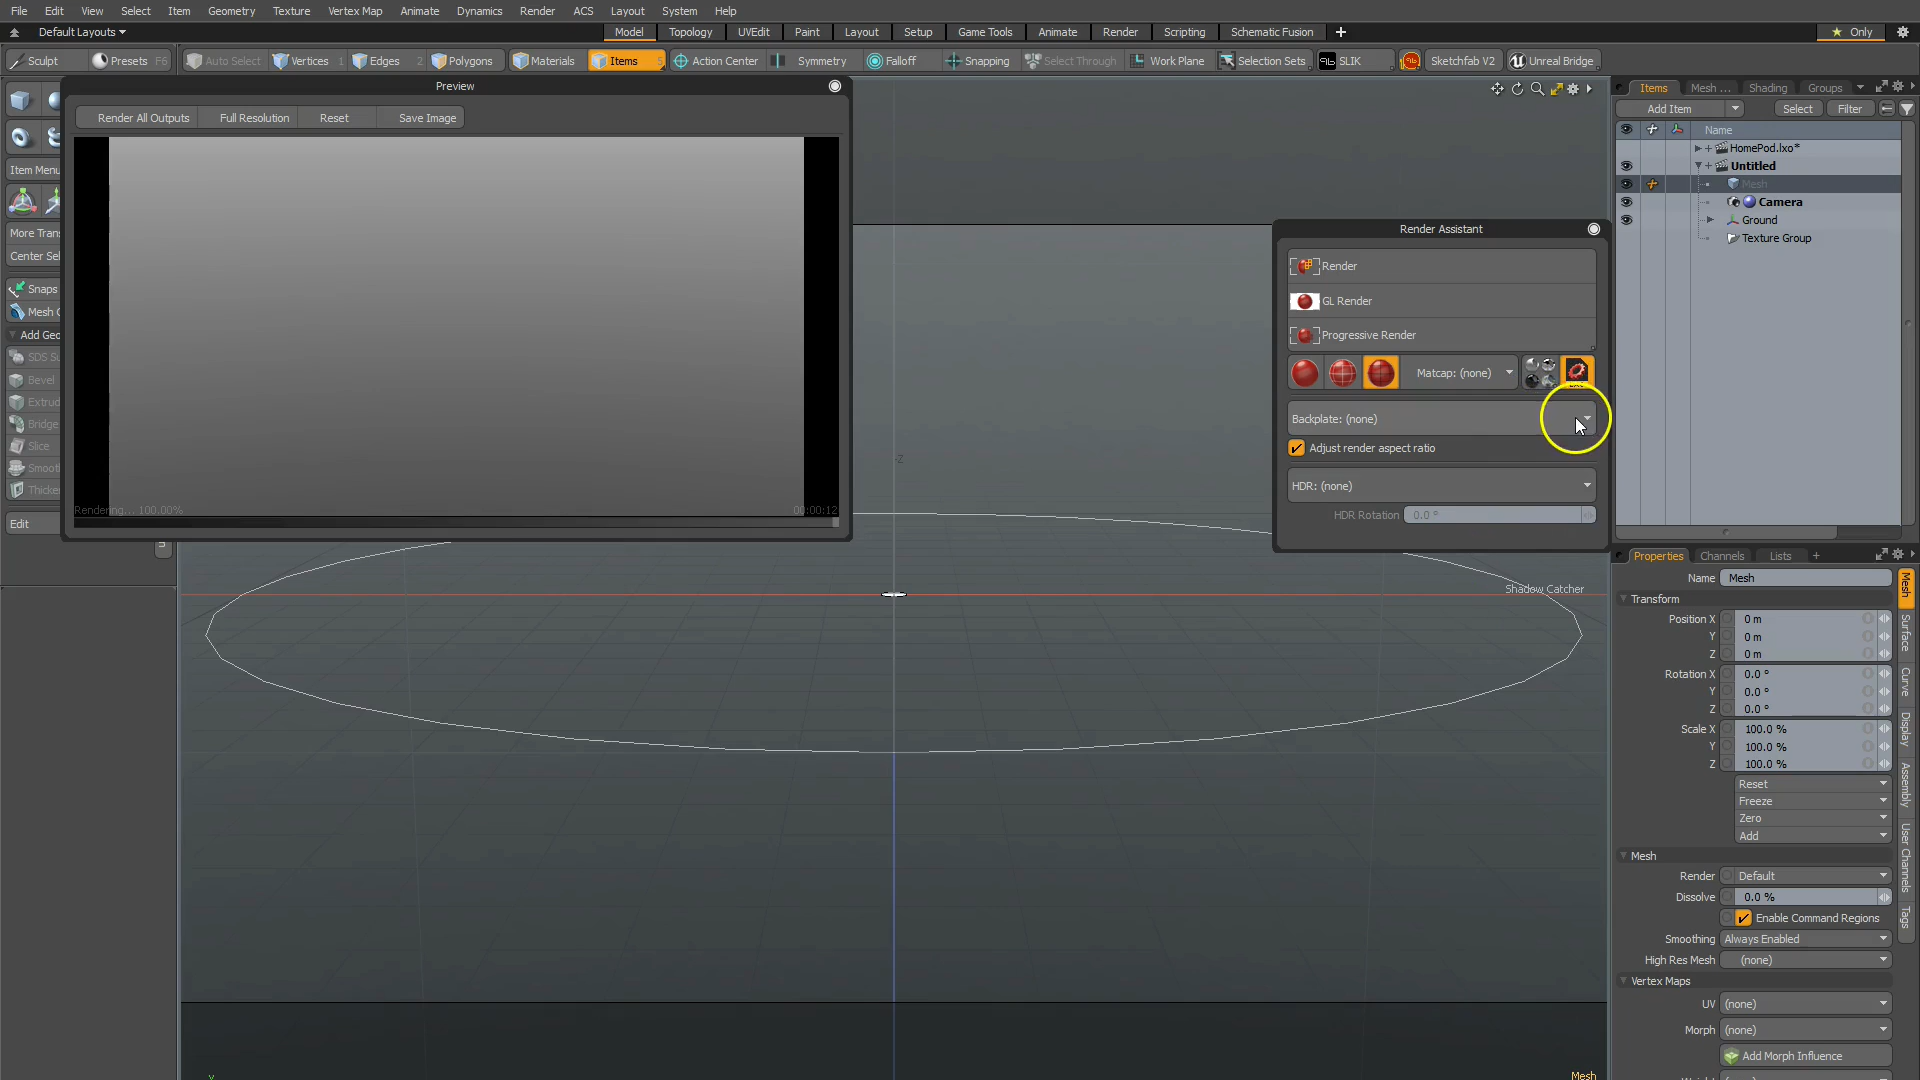 File Edit View Select Item Geometry Texture Vertex Map Animate Dynamics Render ACS Layout System Help
Default Layouts
Model Topology UVEdit Paint Layout Setup Game Tools Animate Render Scripting Schematic Fusion + Only
Sculpt Presets F6 Auto Select Vertices 1 Edges 2 Polygons Materials Items 5 Action Center Symmetry Falloff Snapping Select Through Work Plane Selection Sets SLIK Sketchfab V2 Unreal Bridge
Preview
Render All Outputs Full Resolution Reset Save Image
Rendering... 100.00% 00:00:12
Item Menu
More Tran
Center Sel
Snaps
Mesh C
Add Geo
SDS Su
Bevel
Extrud
Bridge
Slice
Smooth
Thicke
Edit
Z
Shadow Catcher
Mesh
Render Assistant
Render
GL Render
Progressive Render
Matcap: (none)
Backplate: (none)
Adjust render aspect ratio
HDR: (none)
HDR Rotation 0.0 °
Items Mesh ... Shading Groups
Add Item Select Filter
Name
HomePod.lxo*
Untitled
Mesh
Camera
Ground
Texture Group
Properties Channels Lists +
Name Mesh
Transform
Position X 0 m
Y 0 m
Z 0 m
Rotation X 0.0 °
Y 0.0 °
Z 0.0 °
Scale X 100.0 %
Y 100.0 %
Z 100.0 %
Reset
Freeze
Zero
Add
Mesh
Render Default
Dissolve 0.0 %
Enable Command Regions
Smoothing Always Enabled
High Res Mesh (none)
Vertex Maps
UV (none)
Morph (none)
Add Morph Influence
Mesh
Surface
Curve
Display
Assembly
User Channels
Tags